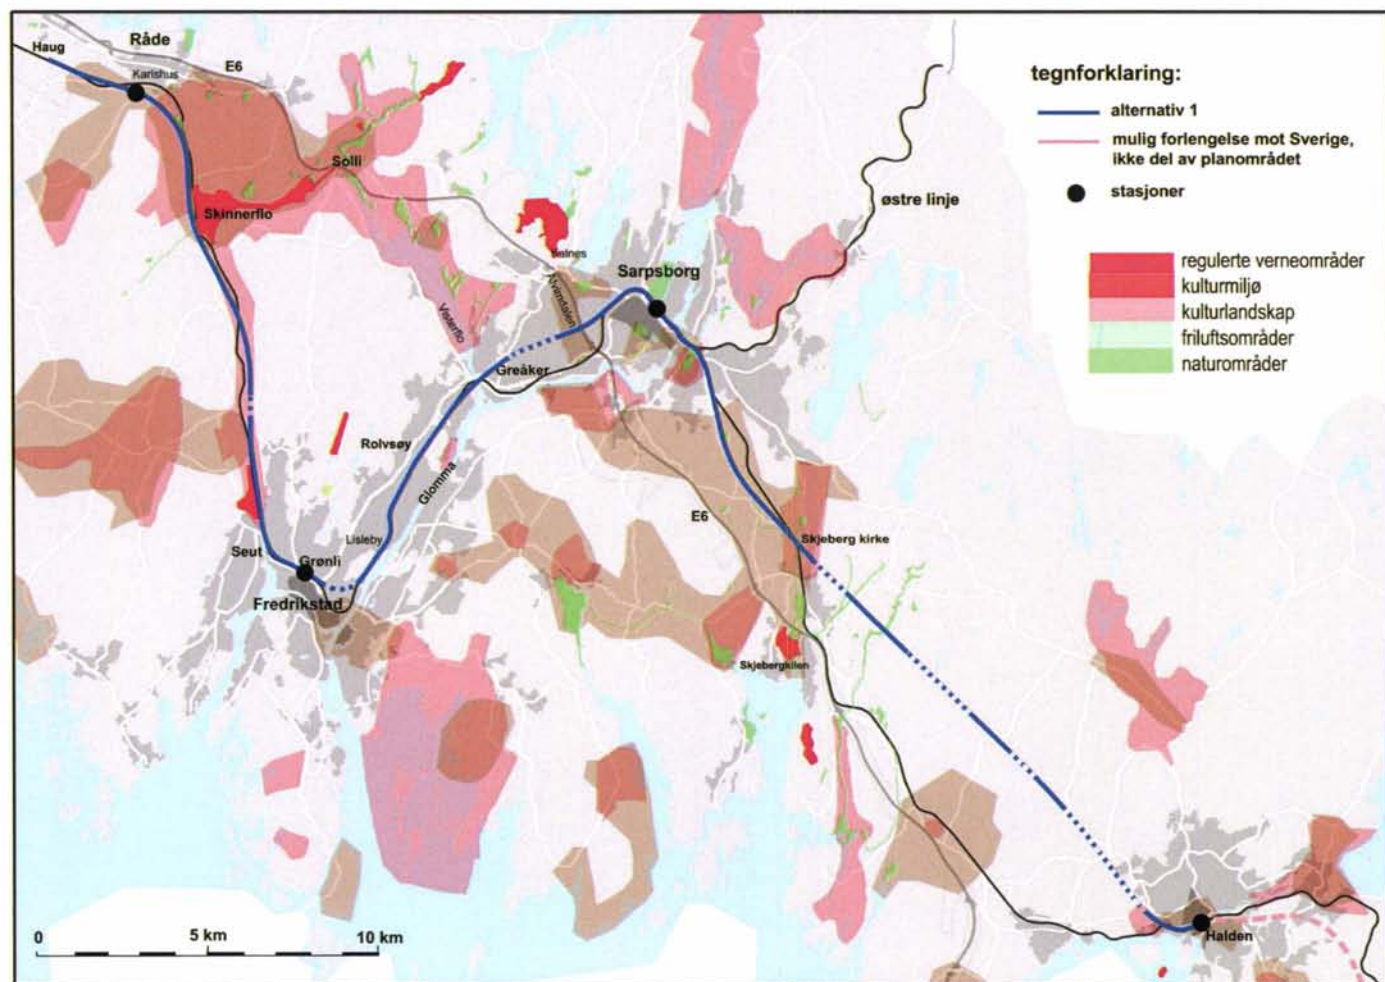 Haug
Råde
Karlshus
E6
Solli
Skinnerflo
Kalnes
Sarpsborg
Alvimdalen
Visterflo
Greåker
østre linje
Rolvsøy
Glomma
Lisleby
Seut
Grønli
Fredrikstad
E6
Skjeberg kirke
Skjebergkilen
Halden
tegnforklaring:
alternativ 1
mulig forlengelse mot Sverige,
ikke del av planområdet
stasjoner
regulerte verneområder
kulturmiljø
kulturlandskap
friluftsområder
naturområder
0 5 km 10 km